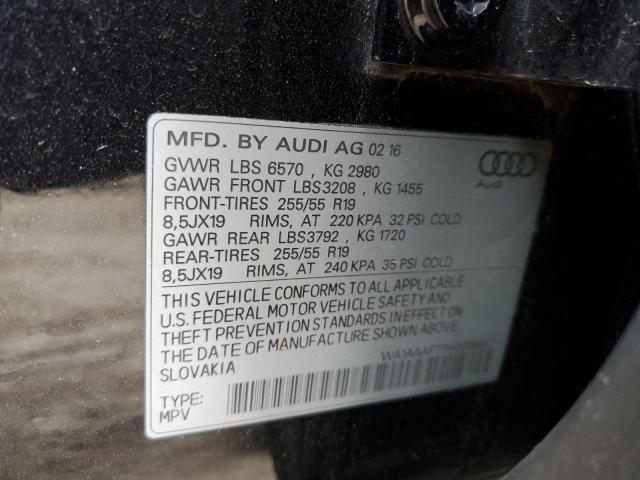 MFD. BY AUDI AG 02 16
GVWR LBS 6570 , KG 2980
GAWR FRONT LBS3208 , KG 1455
FRONT-TIRES 255/55 R19
8,5JX19 RIMS, AT 220 KPA 32 PSI COLD
GAWR REAR LBS3792 , KG 1720
REAR-TIRES 255/55 R19
8,5JX19 RIMS, AT 240 KPA 35 PSI COLD
Audi
THIS VEHICLE CONFORMS TO ALL APPLICABLE
U.S. FEDERAL MOTOR VEHICLE SAFETY AND
THEFT PREVENTION STANDARDS IN EFFECT ON
THE DATE OF MANUFACTURE SHOWN ABOVE.
SLOVAKIA
TYPE:
MPV